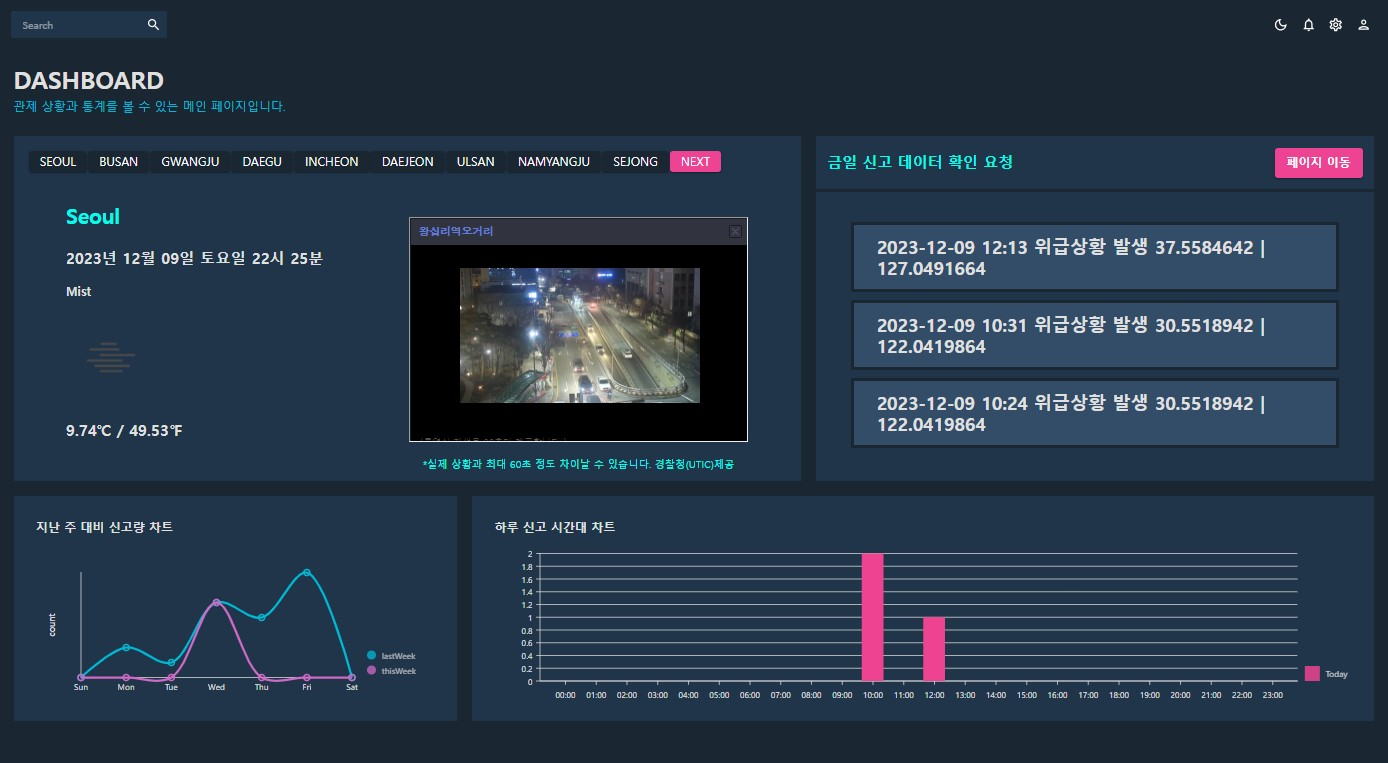 Search
DASHBOARD
관제 상황과 통계를 볼 수 있는 메인 페이지입니다.
SEOUL BUSAN GWANGJU DAEGU INCHEON DAEJEON ULSAN NAMYANGJU SEJONG NEXT
Seoul
2023년 12월 09일 토요일 22시 25분
Mist
9.74℃ / 49.53℉
왕십리역오거리
*실제 상황과 최대 60초 정도 차이날 수 있습니다. 경찰청(UTIC)제공
금일 신고 데이터 확인 요청
페이지 이동
2023-12-09 12:13 위급상황 발생 37.5584642 |
127.0491664
2023-12-09 10:31 위급상황 발생 30.5518942 |
122.0419864
2023-12-09 10:24 위급상황 발생 30.5518942 |
122.0419864
지난 주 대비 신고량 차트
count
Sun Mon Tue Wed Thu Fri Sat
lastWeek
thisWeek
하루 신고 시간대 차트
2
1.8
1.6
1.4
1.2
1
0.8
0.6
0.4
0.2
0
00:00 01:00 02:00 03:00 04:00 05:00 06:00 07:00 08:00 09:00 10:00 11:00 12:00 13:00 14:00 15:00 16:00 17:00 18:00 19:00 20:00 21:00 22:00 23:00
Today